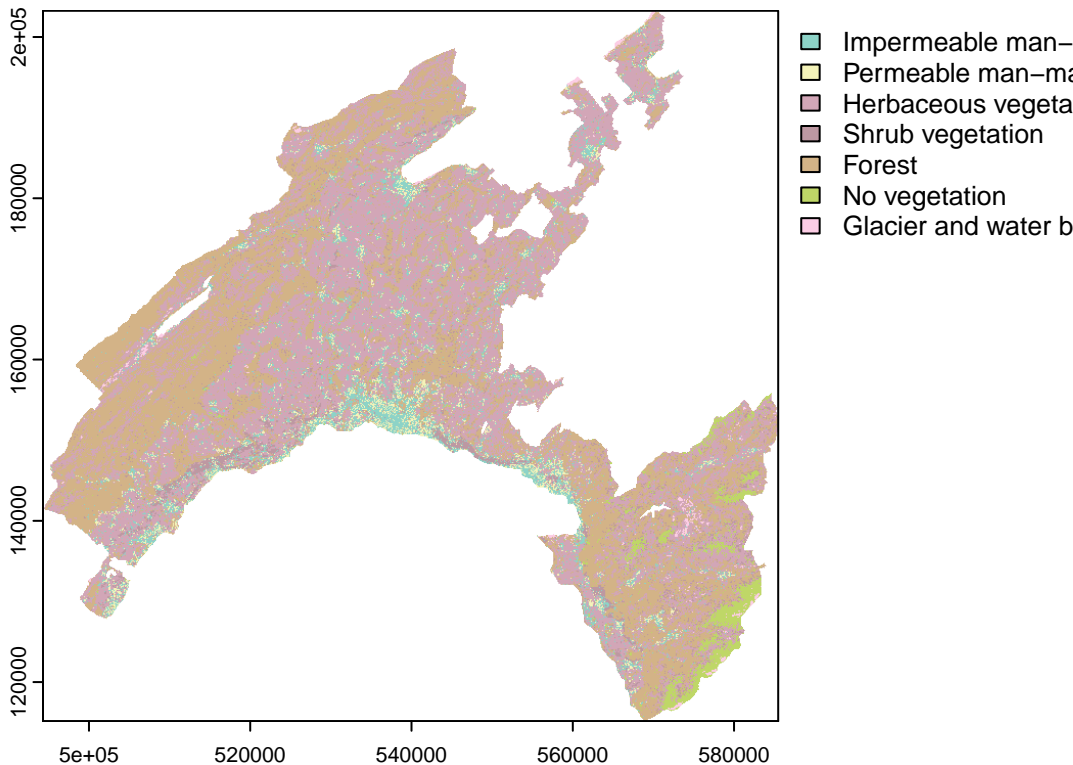 2e+05
180000
160000
140000
120000
5e+05
520000
540000
560000
580000
Impermeable man−
Permeable man−ma
Herbaceous vegeta
Shrub vegetation
Forest
No vegetation
Glacier and water b